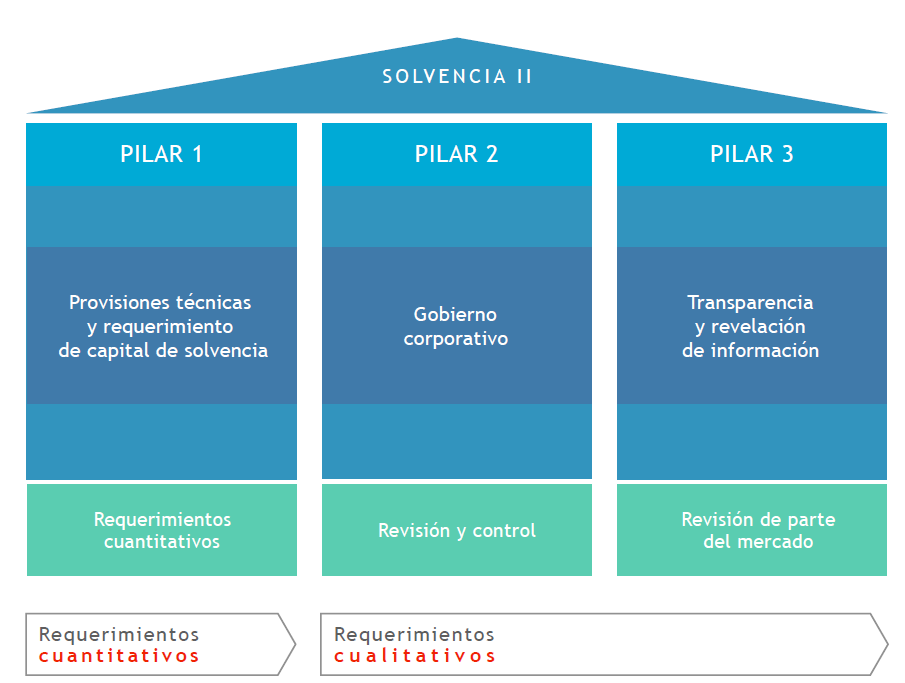 SOLVENCIA II
PILAR 1
Provisiones técnicas
y requerimiento
de capital de solvencia
Requerimientos
cuantitativos
PILAR 2
Gobierno
corporativo
Revisión y control
PILAR 3
Transparencia
y revelación
de información
Revisión de parte
del mercado
Requerimientos
cuantitativos
Requerimientos
cualitativos